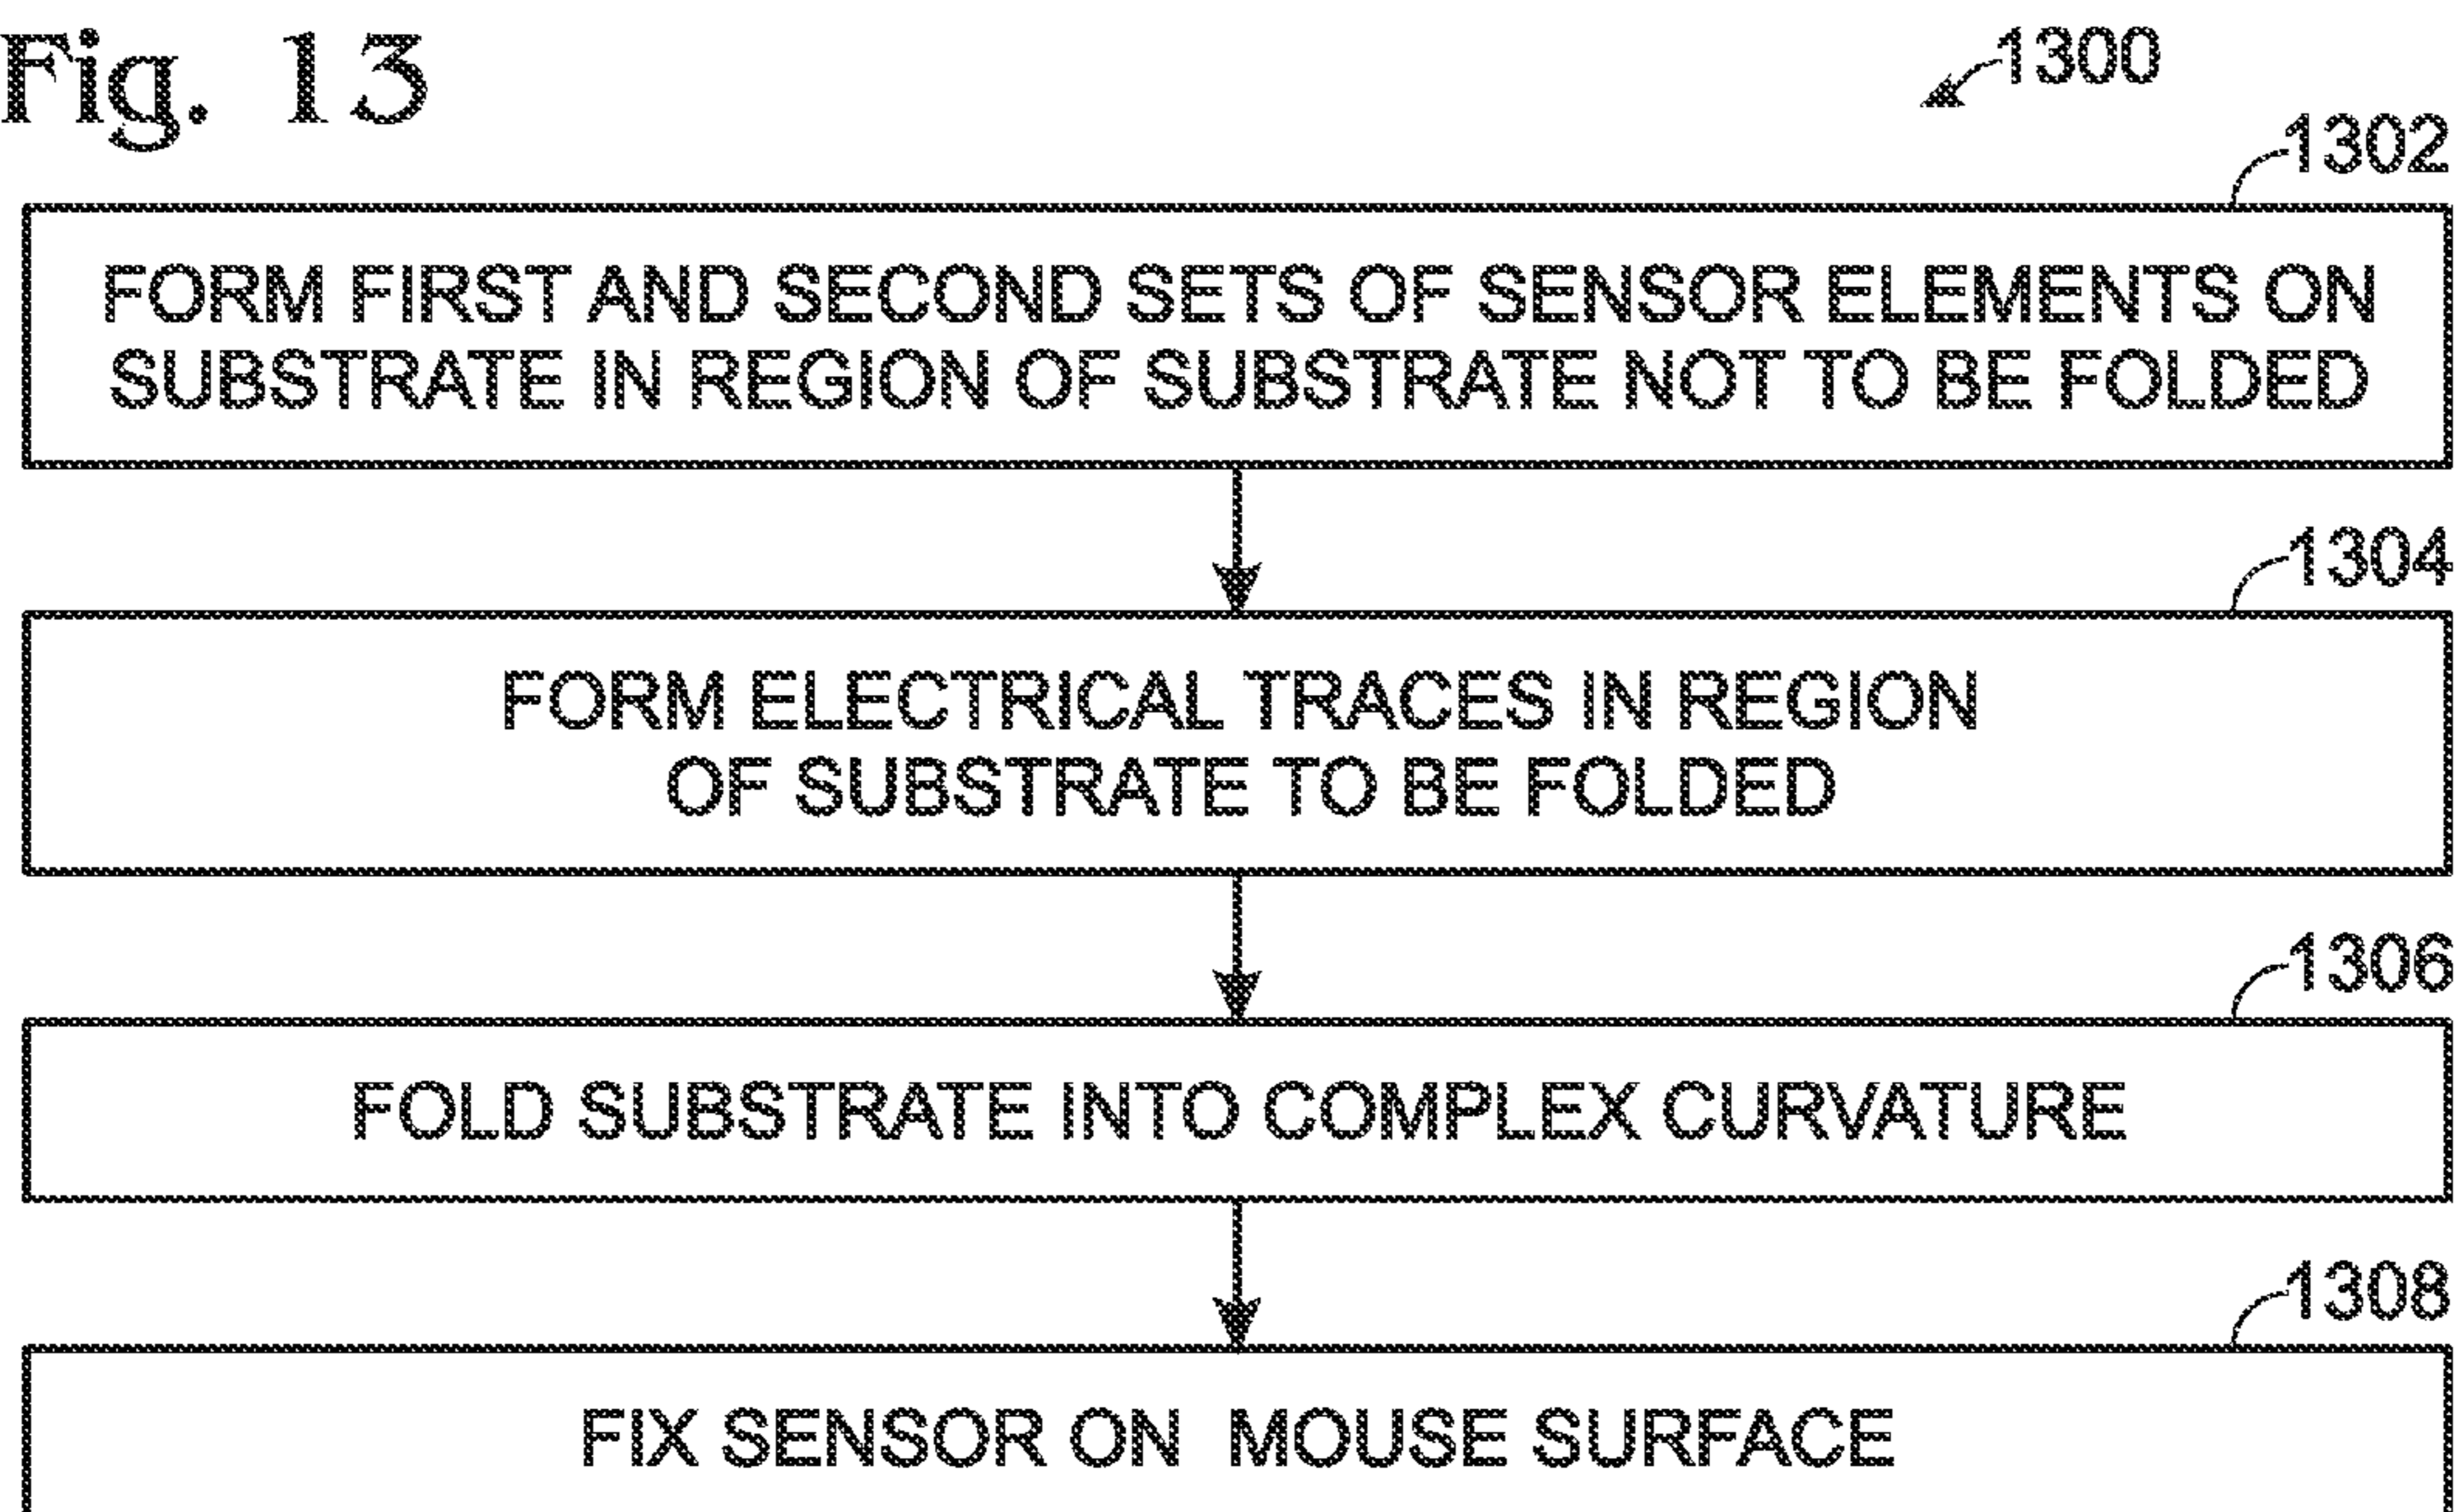 Fig. 13
1300
1302
FORM FIRST AND SECOND SETS OF SENSOR ELEMENTS ON
SUBSTRATE IN REGION OF SUBSTRATE NOT TO BE FOLDED
1304
FORM ELECTRICAL TRACES IN REGION
OF SUBSTRATE TO BE FOLDED
1306
FOLD SUBSTRATE INTO COMPLEX CURVATURE
1308
FIX SENSOR ON MOUSE SURFACE